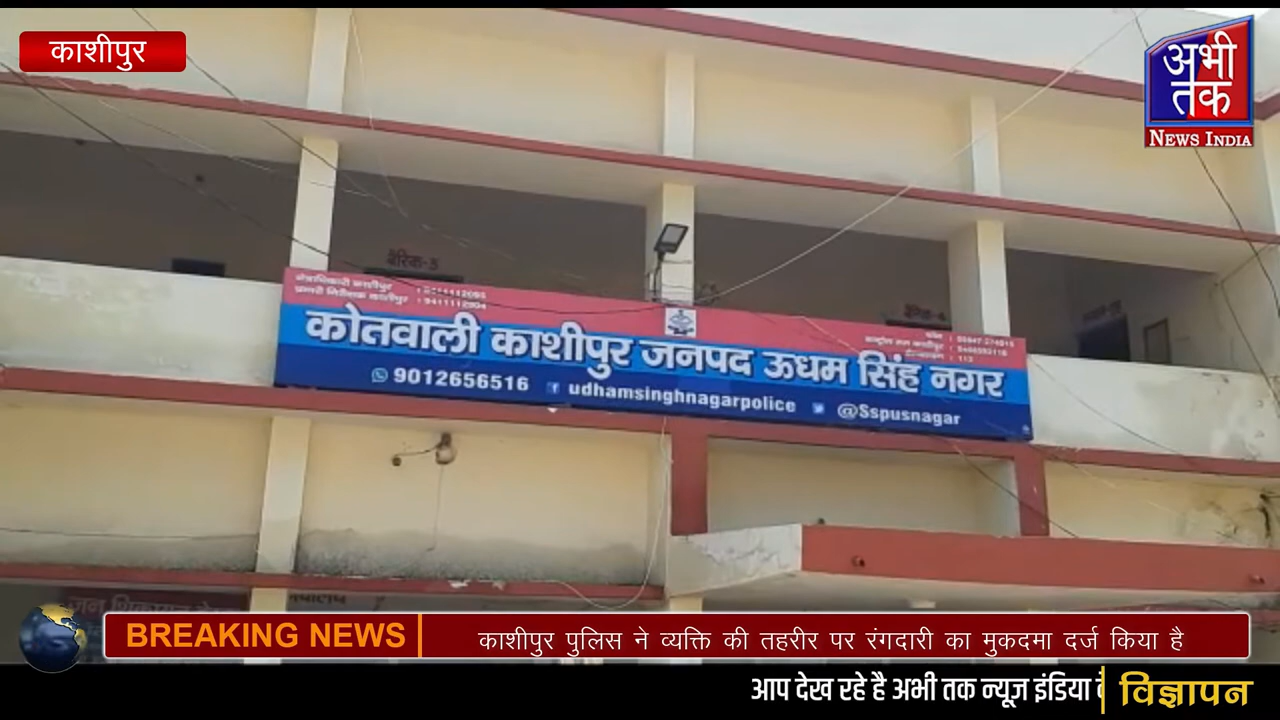 काशीपुर
अभी
तक
NEWS INDIA
बैरिक-5
कोतवाली काशीपुर जनपद ऊधम सिंह नगर
9012656516 udhamsinghnagarpolice @Sspusnagar
BREAKING NEWS
काशीपुर पुलिस ने व्यक्ति की तहरीर पर रंगदारी का मुकदमा दर्ज किया है
आप देख रहे है अभी तक न्यूज़ इंडिया
विज्ञापन